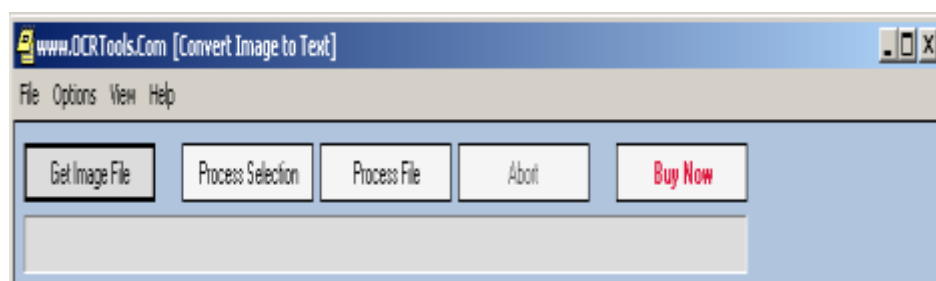 www.OCRTools.Com [Convert Image to Text]
File Options View Help
Get Image File Process Selection Process File Abort Buy Now